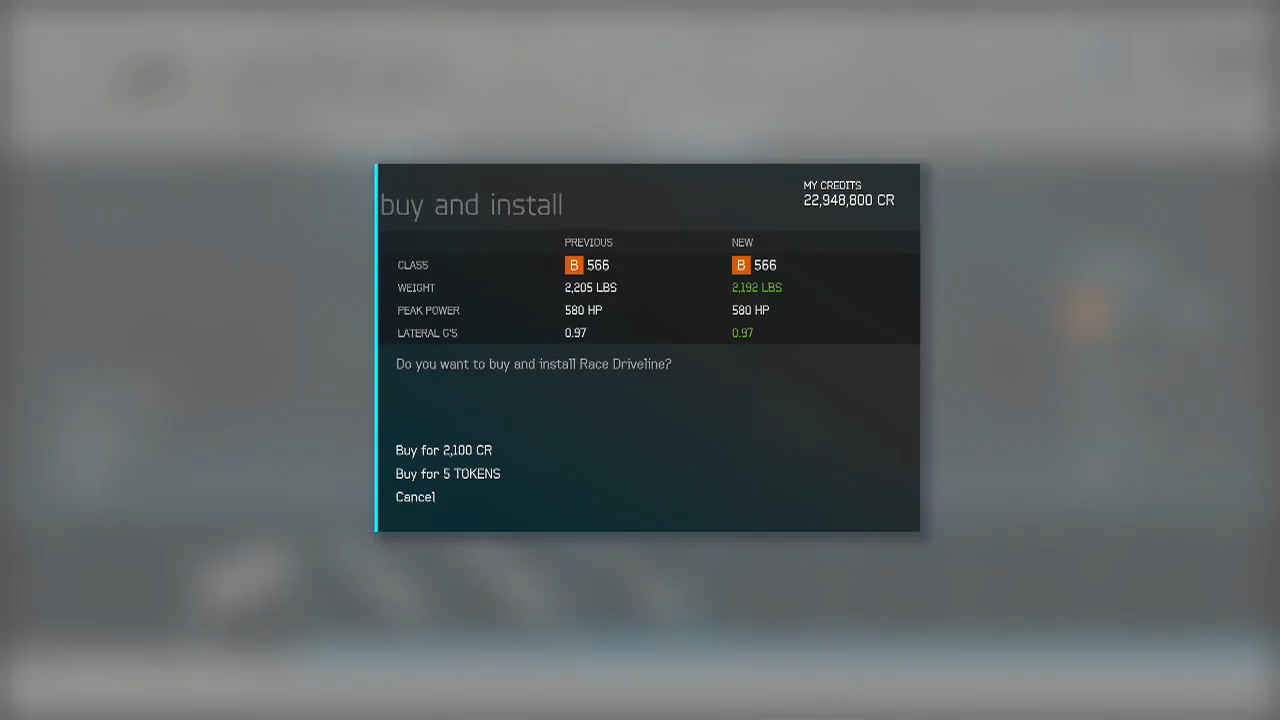 buy and install
MY CREDITS
22,948,800 CR
PREVIOUS NEW
CLASS B 566 B 566
WEIGHT 2,205 LBS 2,192 LBS
PEAK POWER 580 HP 580 HP
LATERAL G'S 0.97 0.97
Do you want to buy and install Race Driveline?
Buy for 2,100 CR
Buy for 5 TOKENS
Cancel